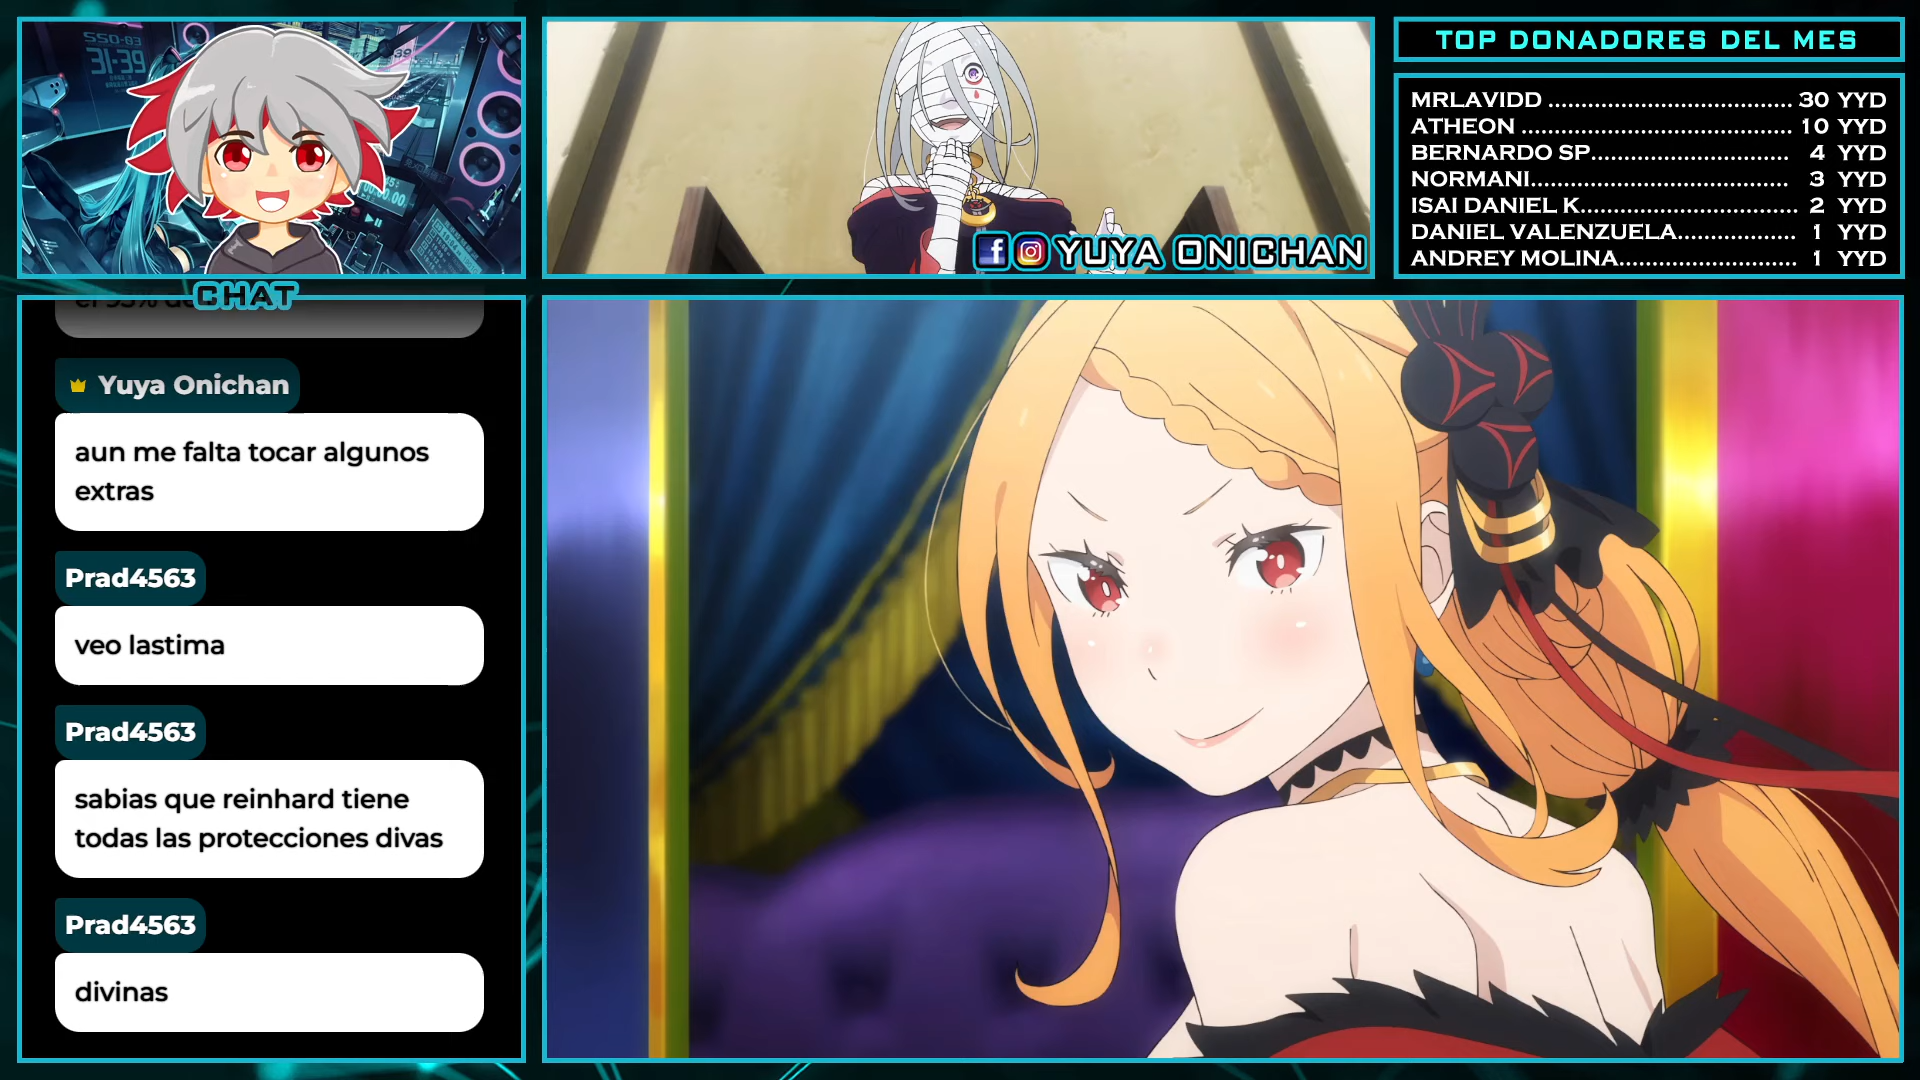 SSO-03
31-39
YUYA ONICHAN
TOP DONADORES DEL MES
MRLAVIDD .................................... 30 YYD
ATHEON ........................................ 10 YYD
BERNARDO SP............................. 4 YYD
NORMANI...................................... 3 YYD
ISAI DANIEL K................................ 2 YYD
DANIEL VALENZUELA................. 1 YYD
ANDREY MOLINA.......................... 1 YYD
CHAT
Yuya Onichan
aun me falta tocar algunos
extras
Prad4563
veo lastima
Prad4563
sabias que reinhard tiene
todas las protecciones divas
Prad4563
divinas